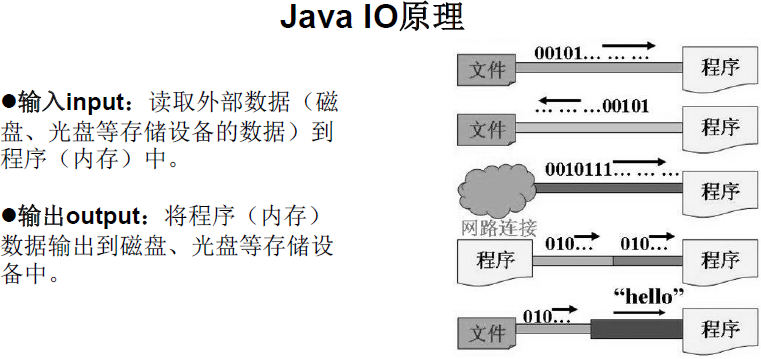 Java IO原理
●输入input：读取外部数据（磁
盘、光盘等存储设备的数据）到
程序（内存）中。
●输出output：将程序（内存）
数据输出到磁盘、光盘等存储设
备中。
00101… … …
文件
程序
… … …00101
文件
程序
0010111… … …
程序
网路连接
010…
010…
程序
程序
“hello”
010…
文件
程序